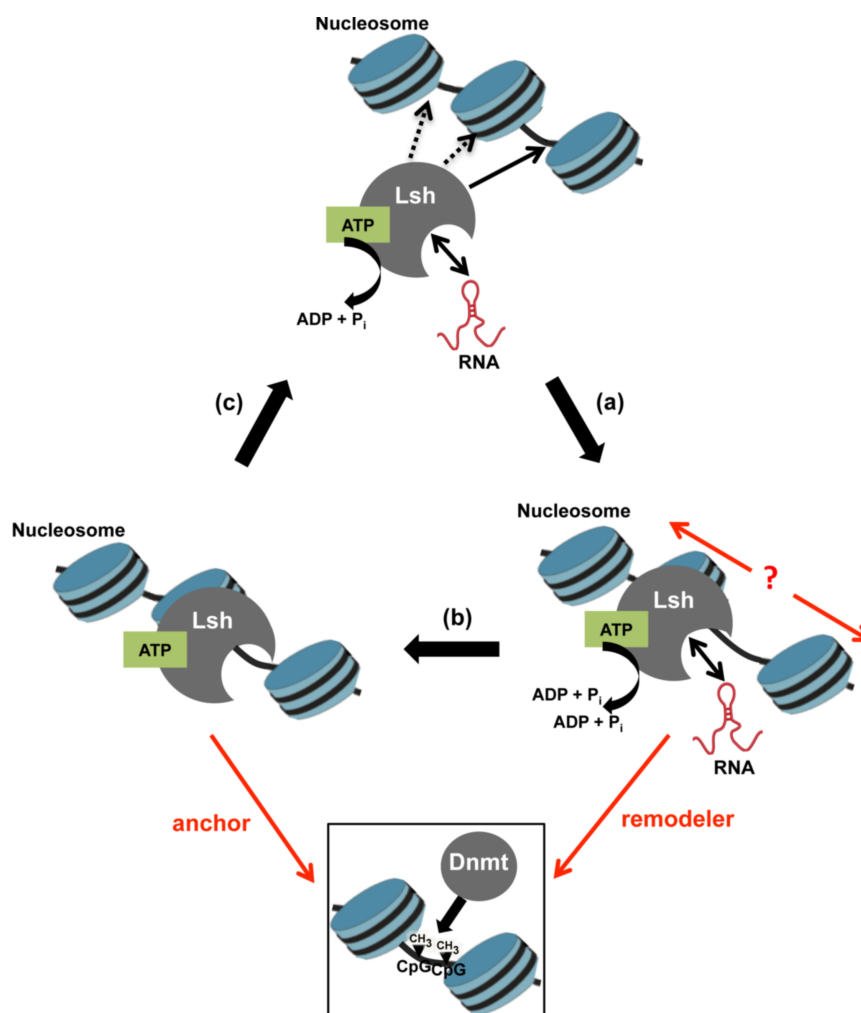 Nucleosome
Lsh
ATP
ADP + Pi
RNA
(c)
(a)
Nucleosome
Lsh
ATP
(b)
Nucleosome
?
Lsh
ATP
ADP + Pi
ADP + Pi
RNA
anchor
remodeler
Dnmt
CH3 CH3
CpGCpG